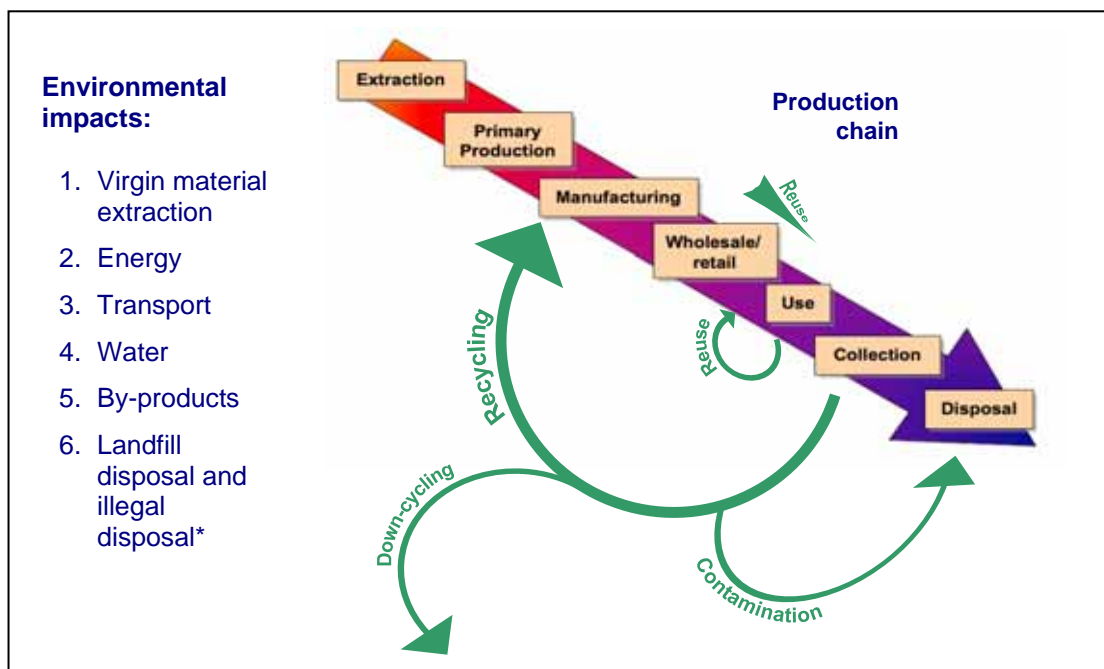 Environmental
impacts:
1. Virgin material
extraction
2. Energy
3. Transport
4. Water
5. By-products
6. Landfill
disposal and
illegal
disposal*
Production
chain
Extraction
Primary
Production
Manufacturing
Wholesale/
retail
Use
Collection
Disposal
Reuse
Reuse
Recycling
Down-cycling
Contamination